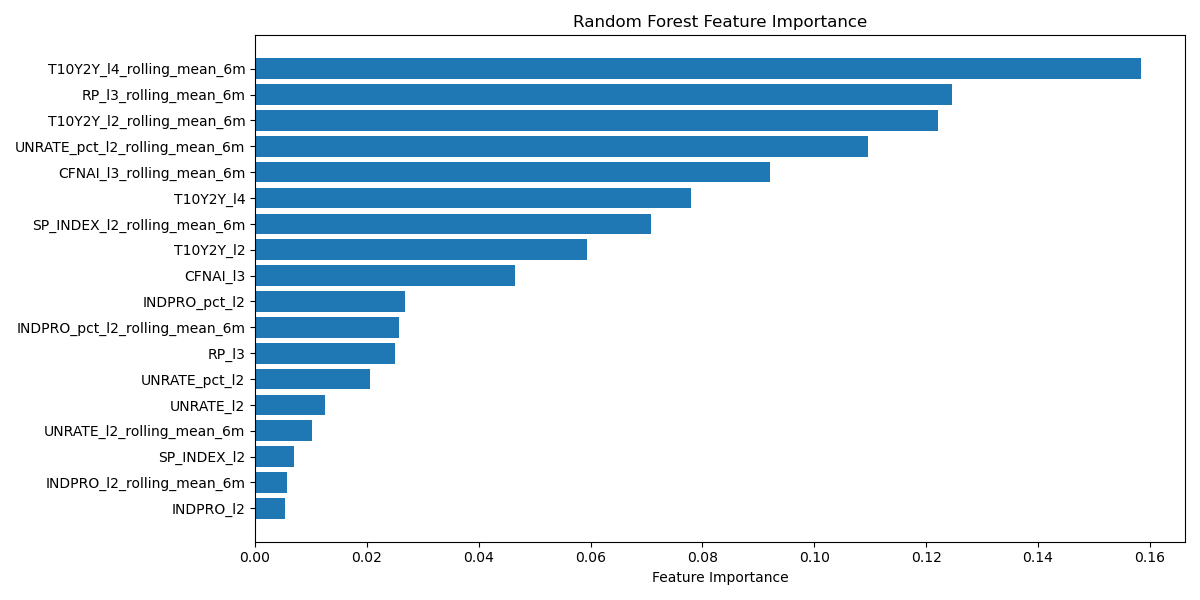 Random Forest Feature Importance
T10Y2Y_l4_rolling_mean_6m
RP_l3_rolling_mean_6m
T10Y2Y_l2_rolling_mean_6m
UNRATE_pct_l2_rolling_mean_6m
CFNAI_l3_rolling_mean_6m
T10Y2Y_l4
SP_INDEX_l2_rolling_mean_6m
T10Y2Y_l2
CFNAI_l3
INDPRO_pct_l2
INDPRO_pct_l2_rolling_mean_6m
RP_l3
UNRATE_pct_l2
UNRATE_l2
UNRATE_l2_rolling_mean_6m
SP_INDEX_l2
INDPRO_l2_rolling_mean_6m
INDPRO_l2
0.00 0.02 0.04 0.06 0.08 0.10 0.12 0.14 0.16
Feature Importance